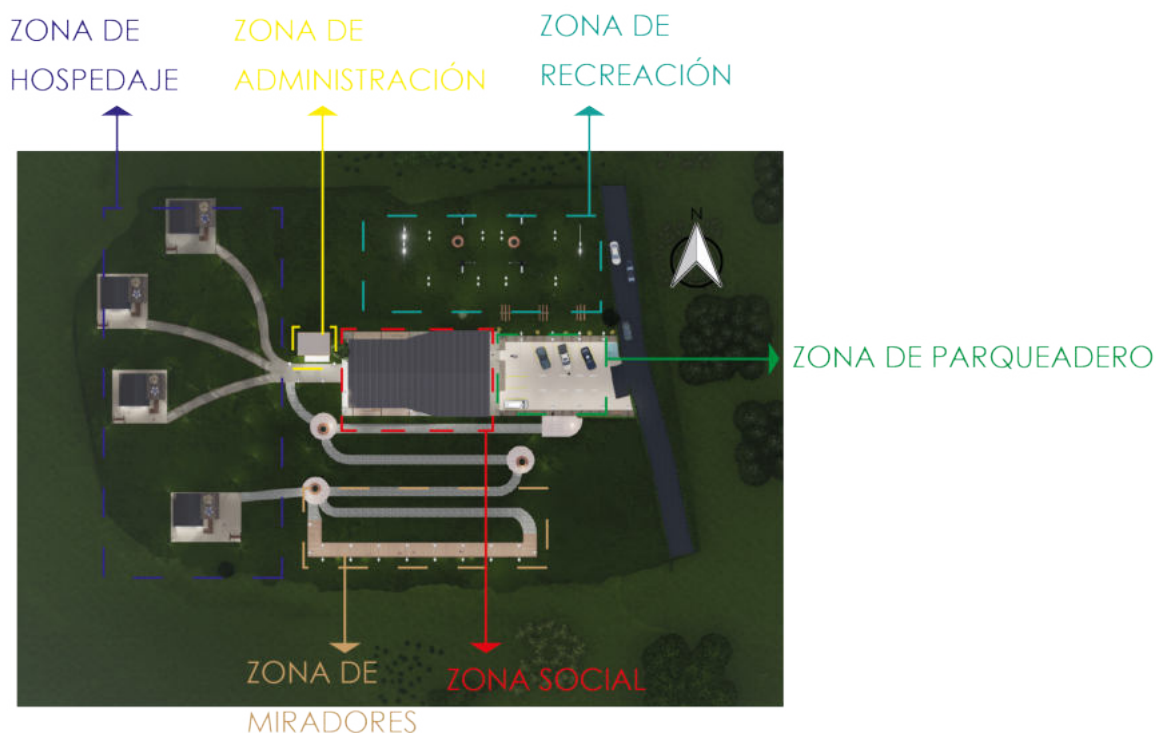 ZONA DE
HOSPEDAJE
ZONA DE
ADMINISTRACIÓN
ZONA DE
RECREACIÓN
N
ZONA DE PARQUEADERO
ZONA DE
MIRADORES
ZONA SOCIAL